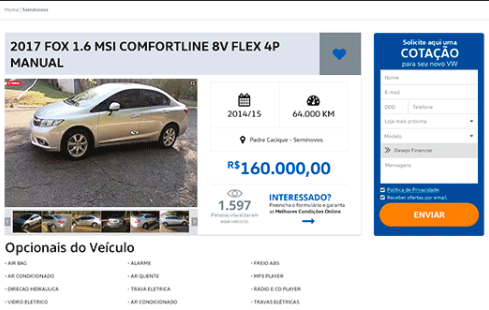 Home / Seminovos
2017 FOX 1.6 MSI COMFORTLINE 8V FLEX 4P
MANUAL
2014/15
64.000 KM
Padre Cacique - Seminovos
R$160.000,00
1.597
Pessoas visualizaram
esse veículo.
INTERESSADO?
Preencha o formulário e garanta
as Melhores Condições Online
Solicite aqui uma
COTAÇÃO
para seu novo VW
Nome
E-mail
DDD
Telefone
Loja mais próxima
Modelo
Desejo Financiar
Mensagem
Política de Privacidade
Receber ofertas por email.
ENVIAR
Opcionais do Veículo
- AIR BAG
- ALARME
- FREIO ABS
- AR CONDICIONADO
- AR QUENTE
- MP3 PLAYER
- DIRECAO HIDRAULICA
- TRAVA ELETRICA
- RADIO E CD PLAYER
- VIDRO ELETRICO
- AR CONDICIONADO
- TRAVAS ELÉTRICAS